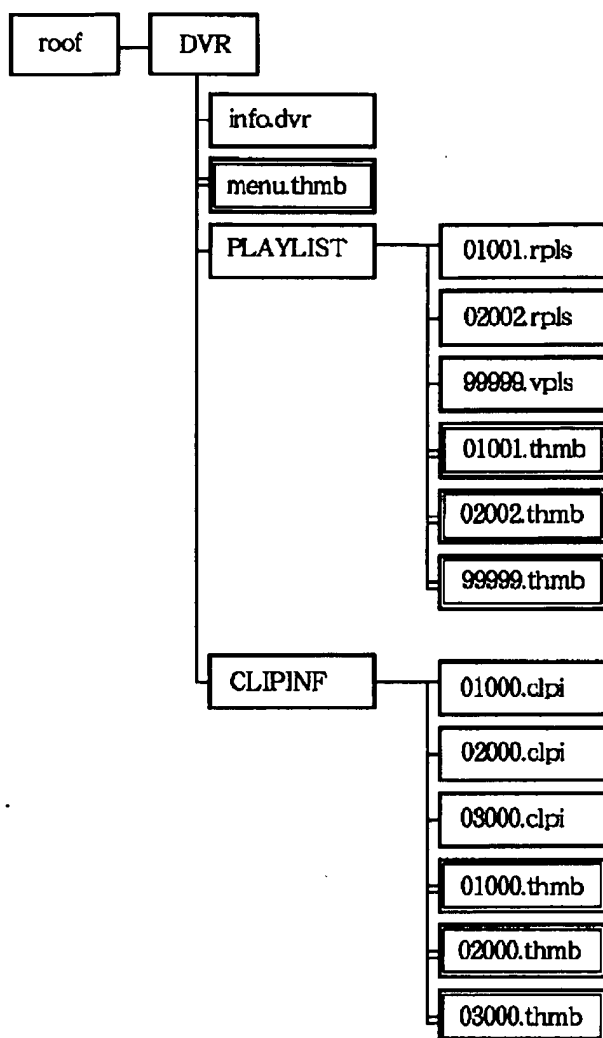 roof
DVR
info.dvr
menu.thmb
PLAYLIST
01001.rpls
02002.rpls
99999.vpls
01001.thmb
02002.thmb
99999.thmb
CLIPINF
01000.clpi
02000.clpi
03000.clpi
01000.thmb
02000.thmb
03000.thmb